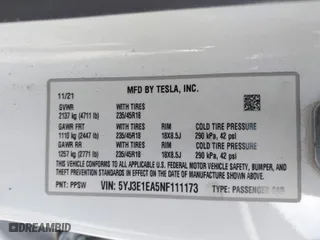 MFD BY TESLA, INC.
11/21
GVWR WITH TIRES
2137 kg (4711 lb) 235/45R18
GAWR FRT WITH TIRES RIM COLD TIRE PRESSURE
1110 kg (2447 lb) 235/45R18 18X8.5J 290 kPa, 42 psi
GAWR RR WITH TIRES RIM COLD TIRE PRESSURE
1257 kg (2771 lb) 235/45R18 18X8.5J 290 kPa, 42 psi
THIS VEHICLE CONFORMS TO ALL APPLICABLE U.S. FEDERAL MOTOR VEHICLE SAFETY, BUMPER, AND THEFT PREVENTION STANDARDS IN EFFECT ON THE
DATE OF MANUFACTURE SHOWN ABOVE.
PNT: PPSW VIN: 5YJ3E1EA5NF111173 TYPE: PASSENGER CAR
DREAMBID